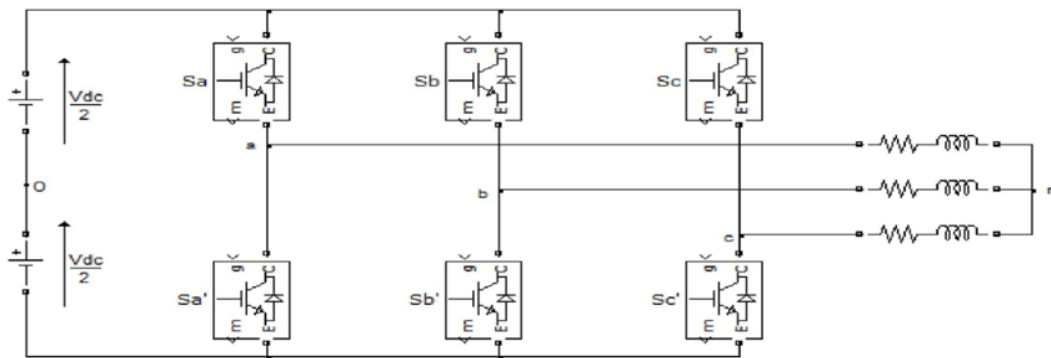 g C g C g C
Sa Sb Sc
m E m E m E
+ Vdc
2
a
O b n
c
+ Vdc
2
g C g C g C
Sa' Sb' Sc'
m E m E m E